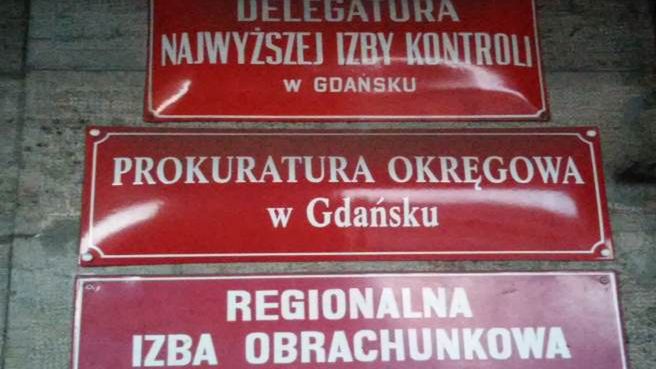 DELEGATURA
NAJWYŻSZEJ IZBY KONTROLI
W GDAŃSKU
PROKURATURA OKRĘGOWA
w Gdańsku
REGIONALNA
IZBA OBRACHUNKOWA